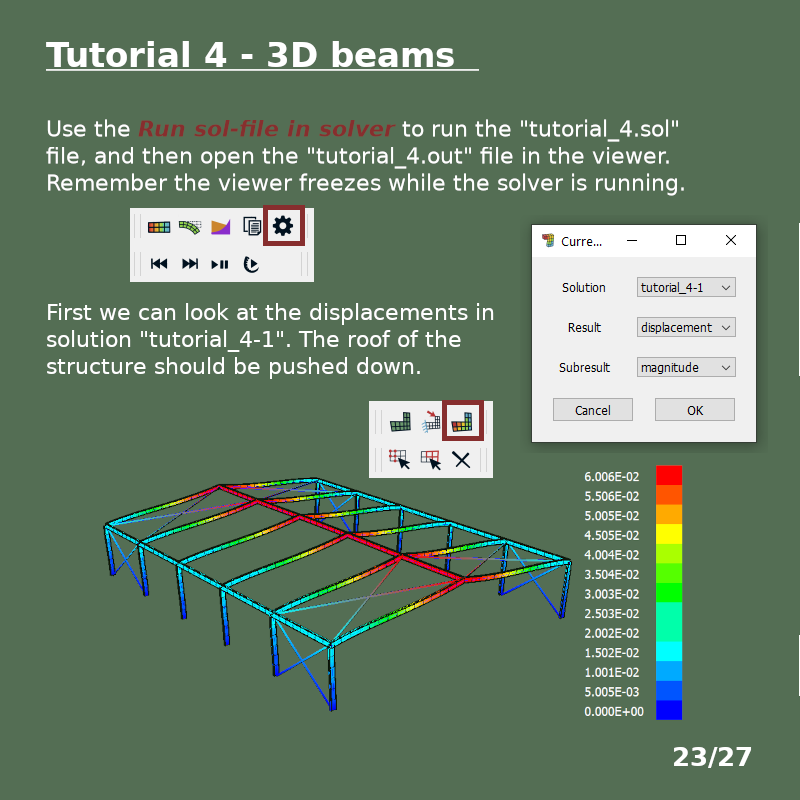 Tutorial 4 - 3D beams
Use the Run sol-file in solver to run the "tutorial_4.sol"
file, and then open the "tutorial_4.out" file in the viewer.
Remember the viewer freezes while the solver is running.
Curre...
Solution tutorial_4-1
Result displacement
Subresult magnitude
Cancel OK
First we can look at the displacements in
solution "tutorial_4-1". The roof of the
structure should be pushed down.
6.006E-02
5.506E-02
5.005E-02
4.505E-02
4.004E-02
3.504E-02
3.003E-02
2.503E-02
2.002E-02
1.502E-02
1.001E-02
5.005E-03
0.000E+00
23/27